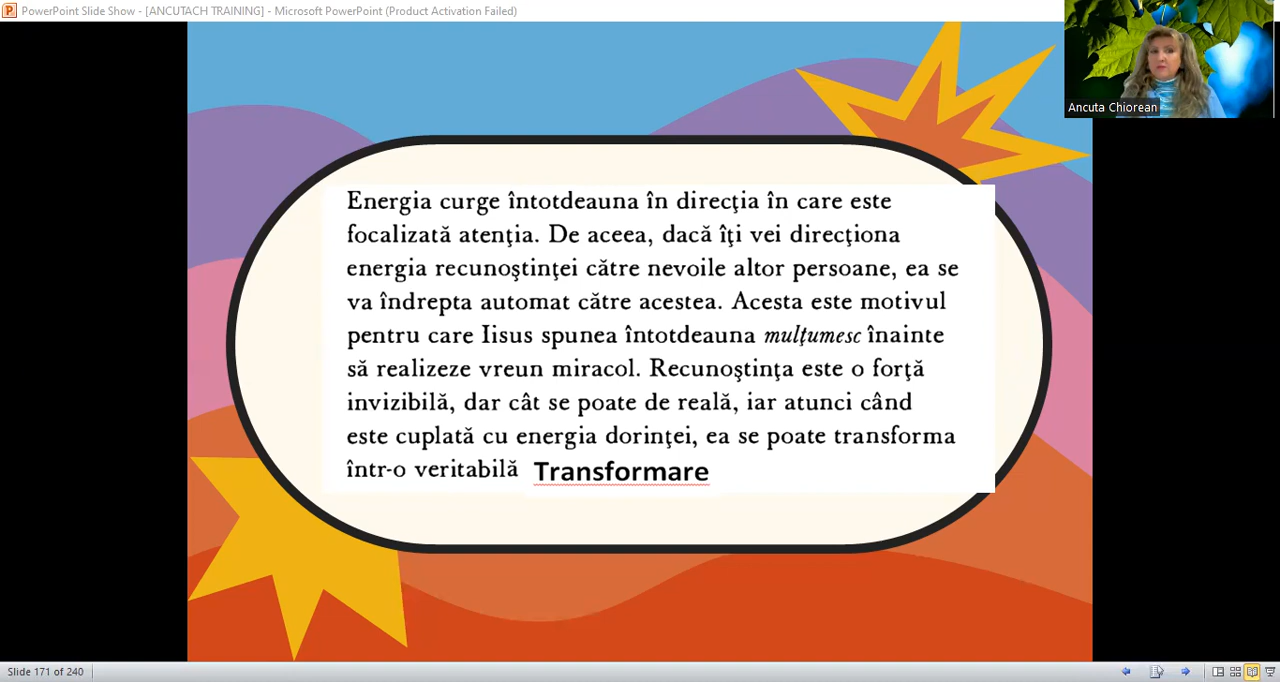 PowerPoint Slide Show - [ANCUTACH TRAINING] - Microsoft PowerPoint (Product Activation Failed)
Ancuta Chiorean
Energia curge întotdeauna în direcţia în care este
focalizată atenţia. De aceea, dacă îţi vei direcţiona
energia recunoştinţei către nevoile altor persoane, ea se
va îndrepta automat către acestea. Acesta este motivul
pentru care Iisus spunea întotdeauna mulţumesc înainte
să realizeze vreun miracol. Recunoştinţa este o forţă
invizibilă, dar cât se poate de reală, iar atunci când
este cuplată cu energia dorinţei, ea se poate transforma
într-o veritabilă Transformare
Slide 171 of 240